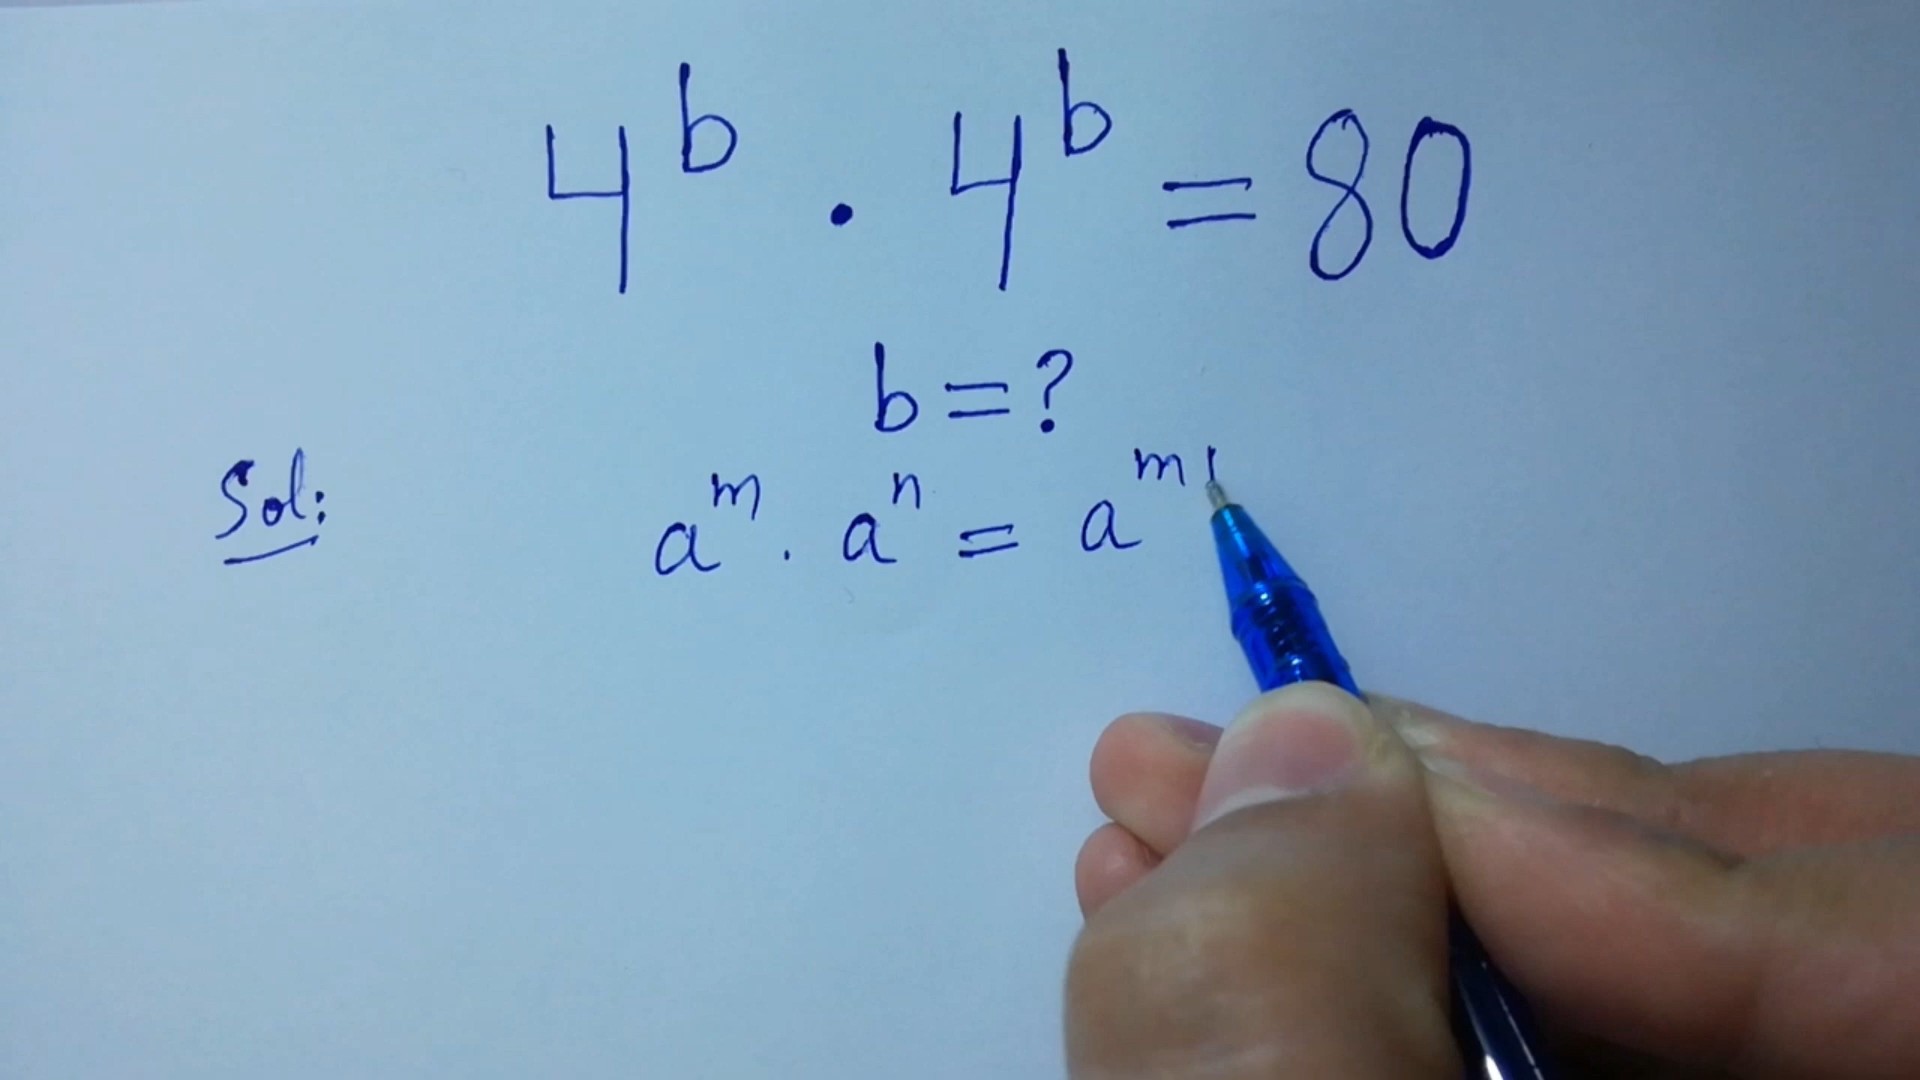 4^b · 4^b = 80
b = ?
Sol: a^m · a^n = a^m